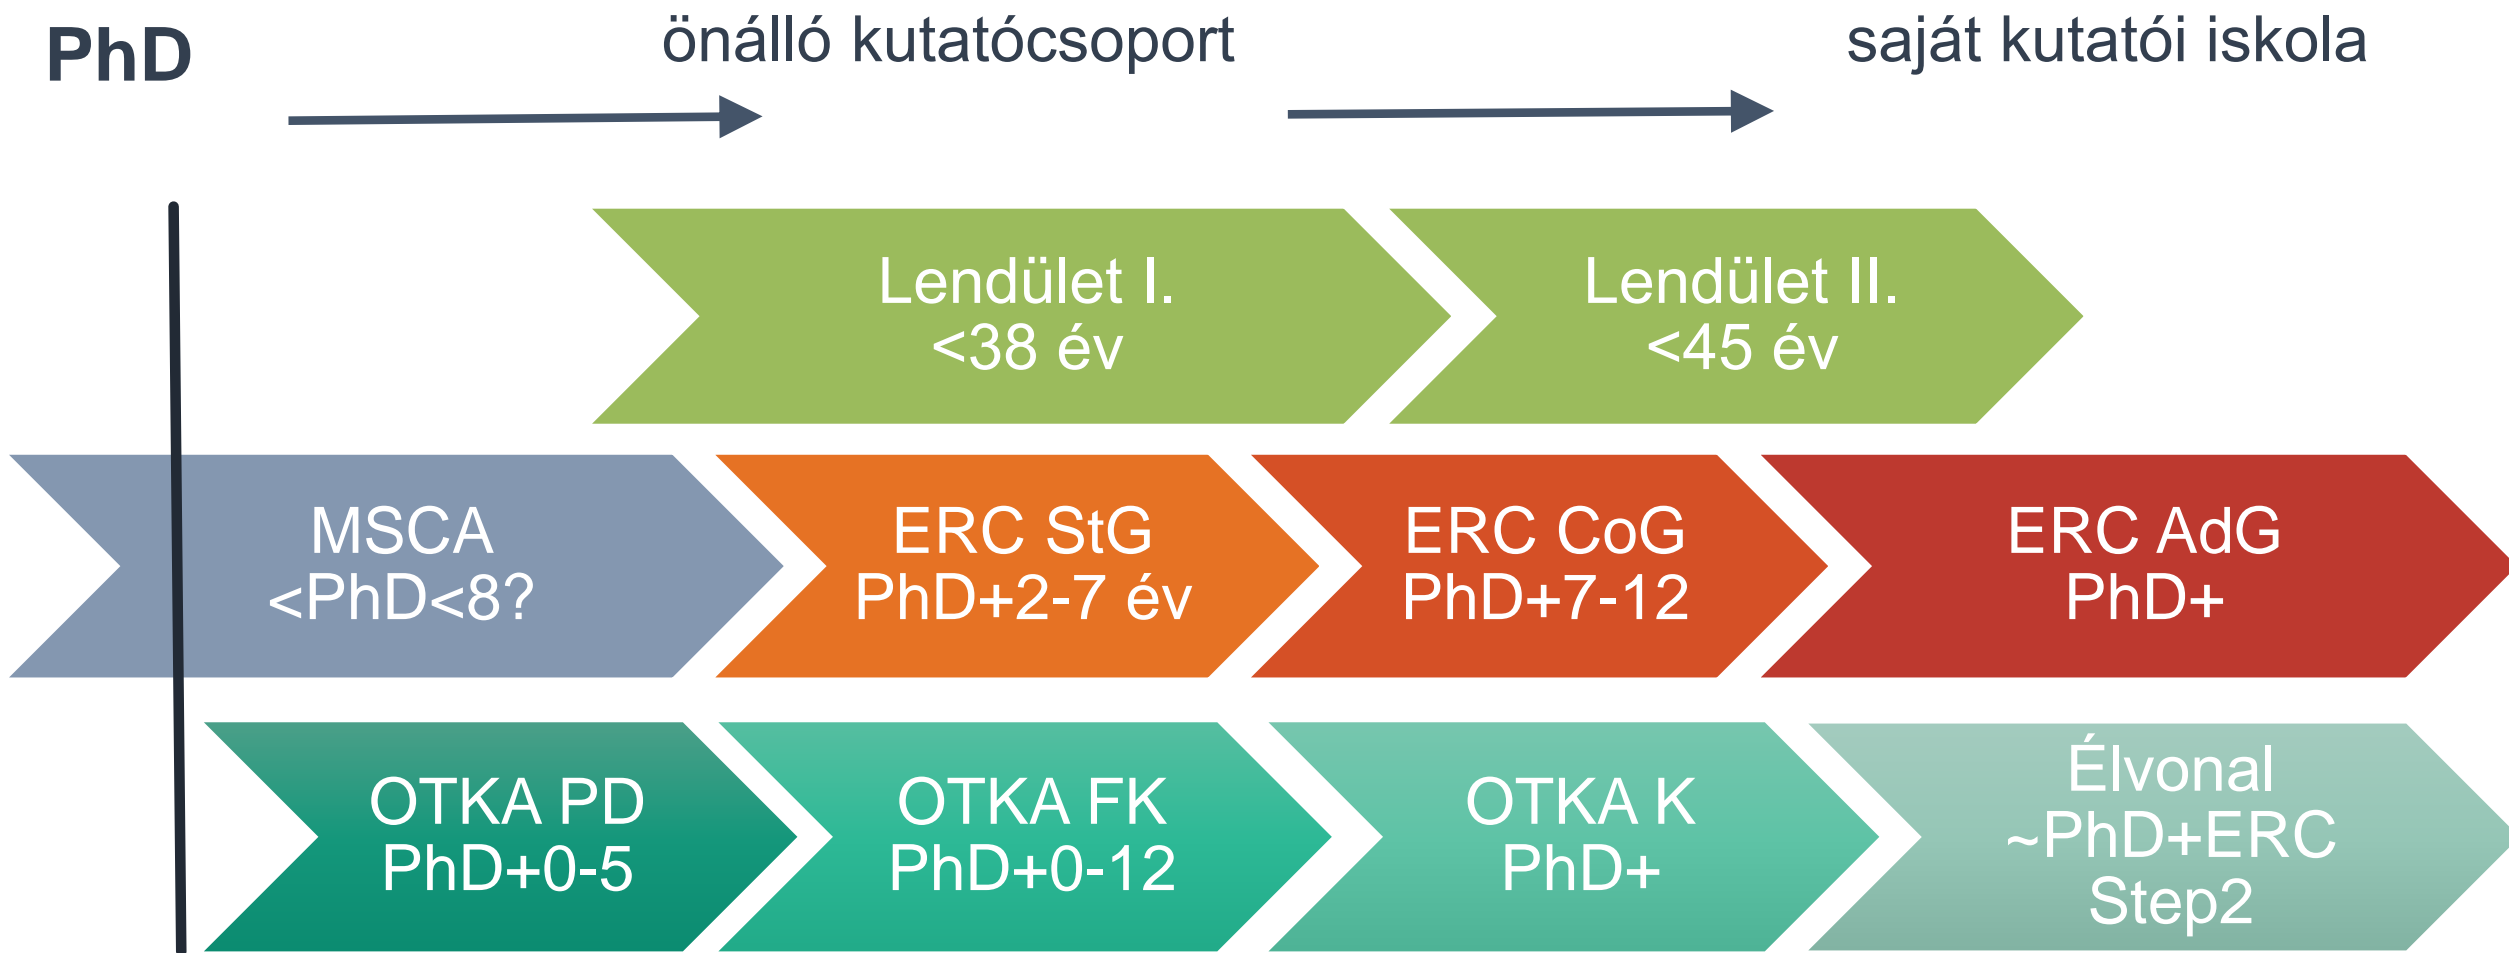 PhD
önálló kutatócsoport
saját kutatói iskola
Lendület I.
<38 év
Lendület II.
<45 év
MSCA
<PhD<8?
ERC StG
PhD+2-7 év
ERC CoG
PhD+7-12
ERC AdG
PhD+
OTKA PD
PhD+0-5
OTKA FK
PhD+0-12
OTKA K
PhD+
Élvonal
~PhD+ERC
Step2